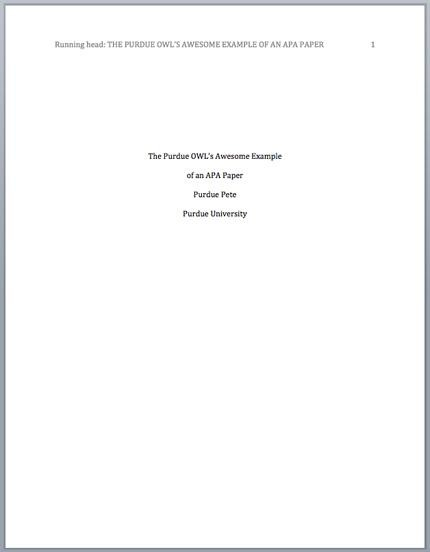 Running head: THE PURDUE OWL'S AWESOME EXAMPLE OF AN APA PAPER 1
The Purdue OWL's Awesome Example
of an APA Paper
Purdue Pete
Purdue University